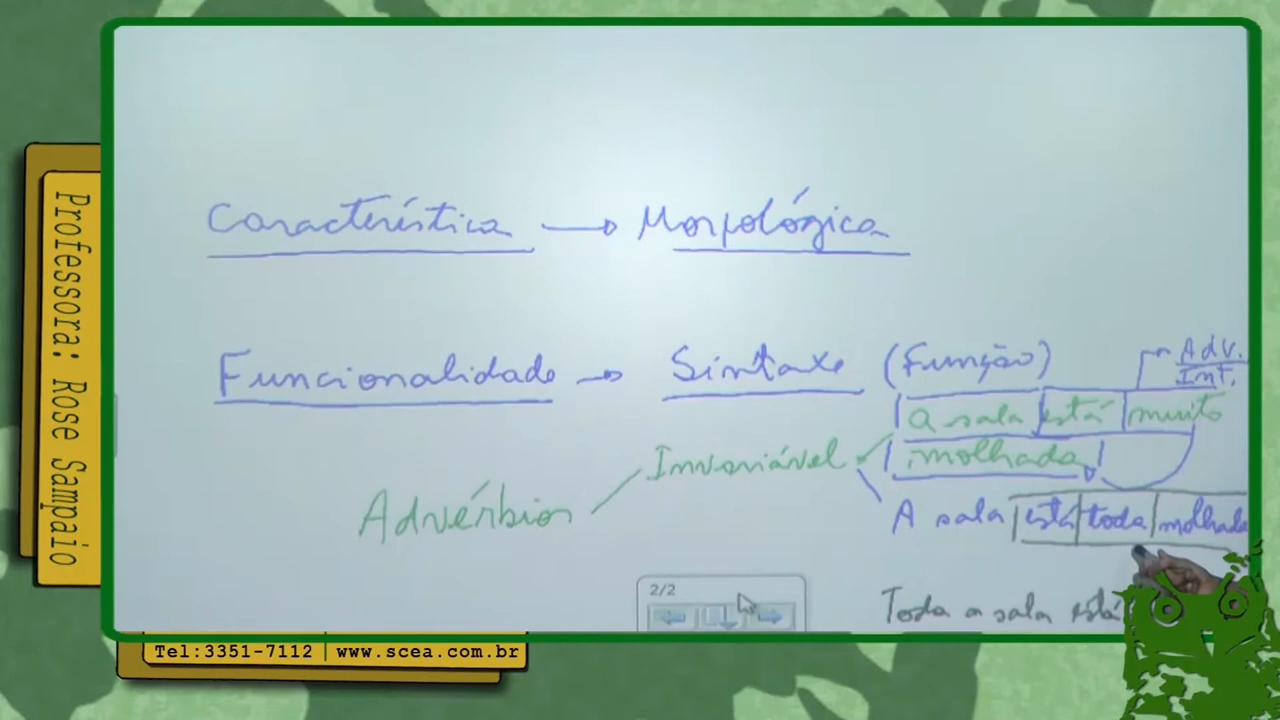 Característica → Morfológica
Funcionalidade → Sintaxe (Função)
Adv.
Int.
A sala está muito
molhada
Advérbios
Invariável
A sala está toda molhada
Toda a sala está
2/2
Professora: Rose Sampaio
Tel:3351-7112 | www.scea.com.br